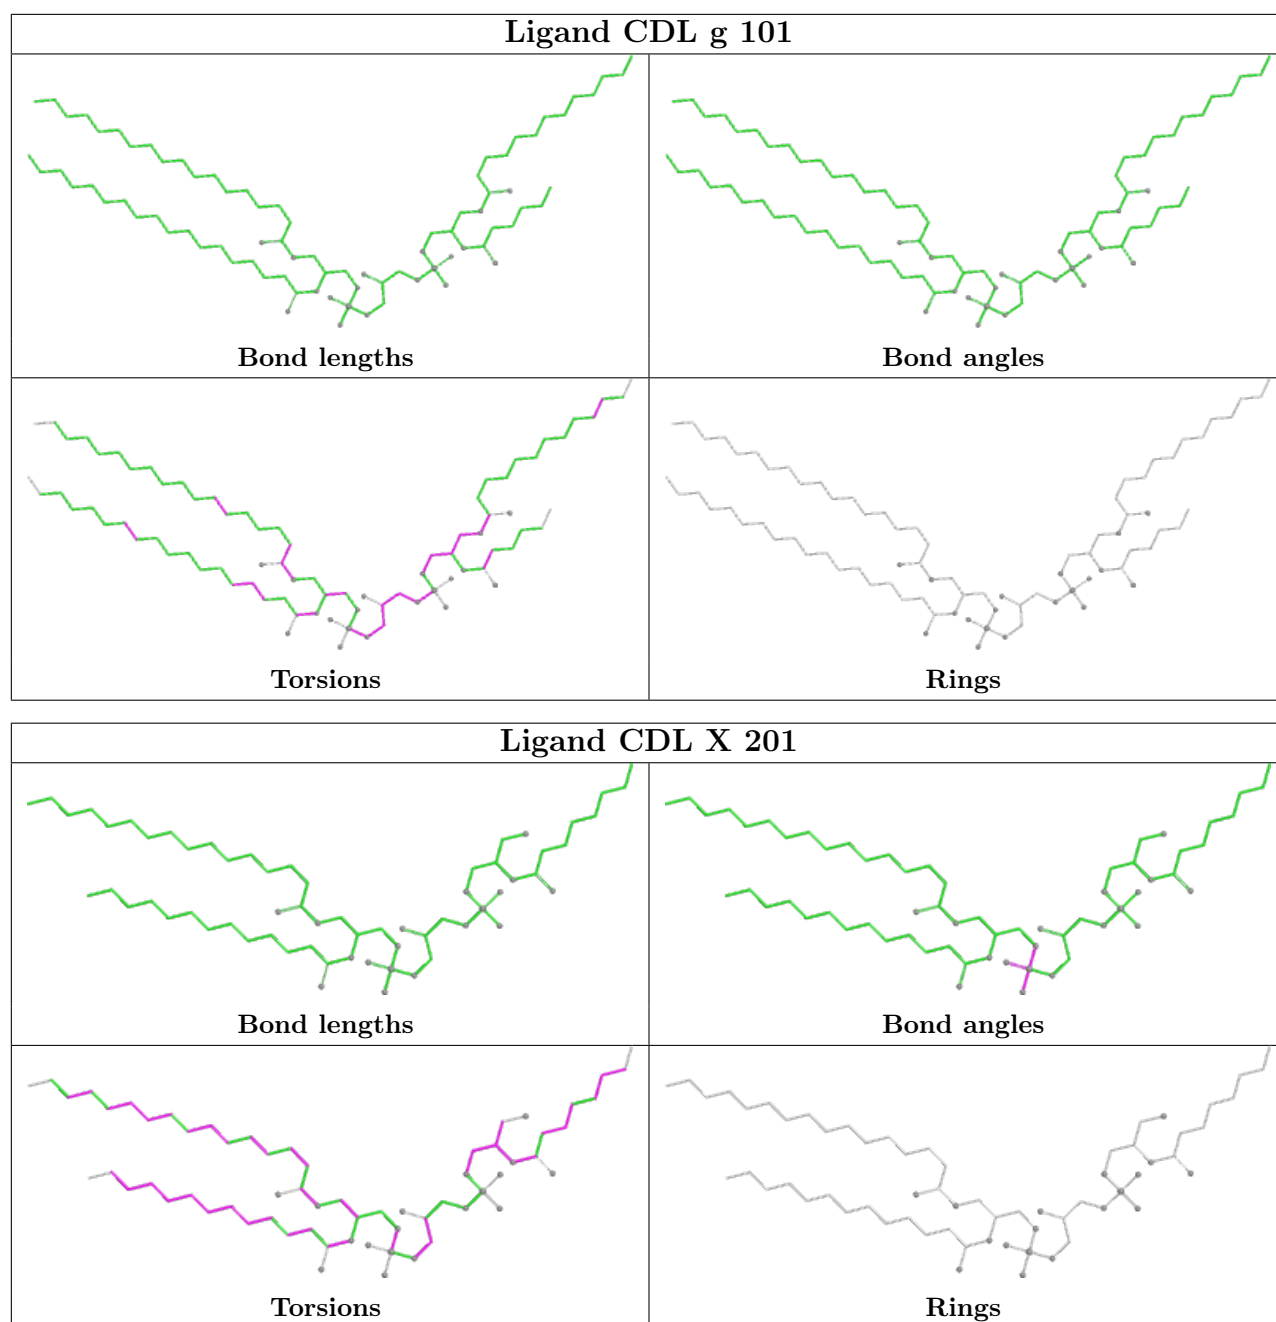 Ligand CDL g 101
Bond lengths
Bond angles
Torsions
Rings
Ligand CDL X 201
Bond lengths
Bond angles
Torsions
Rings